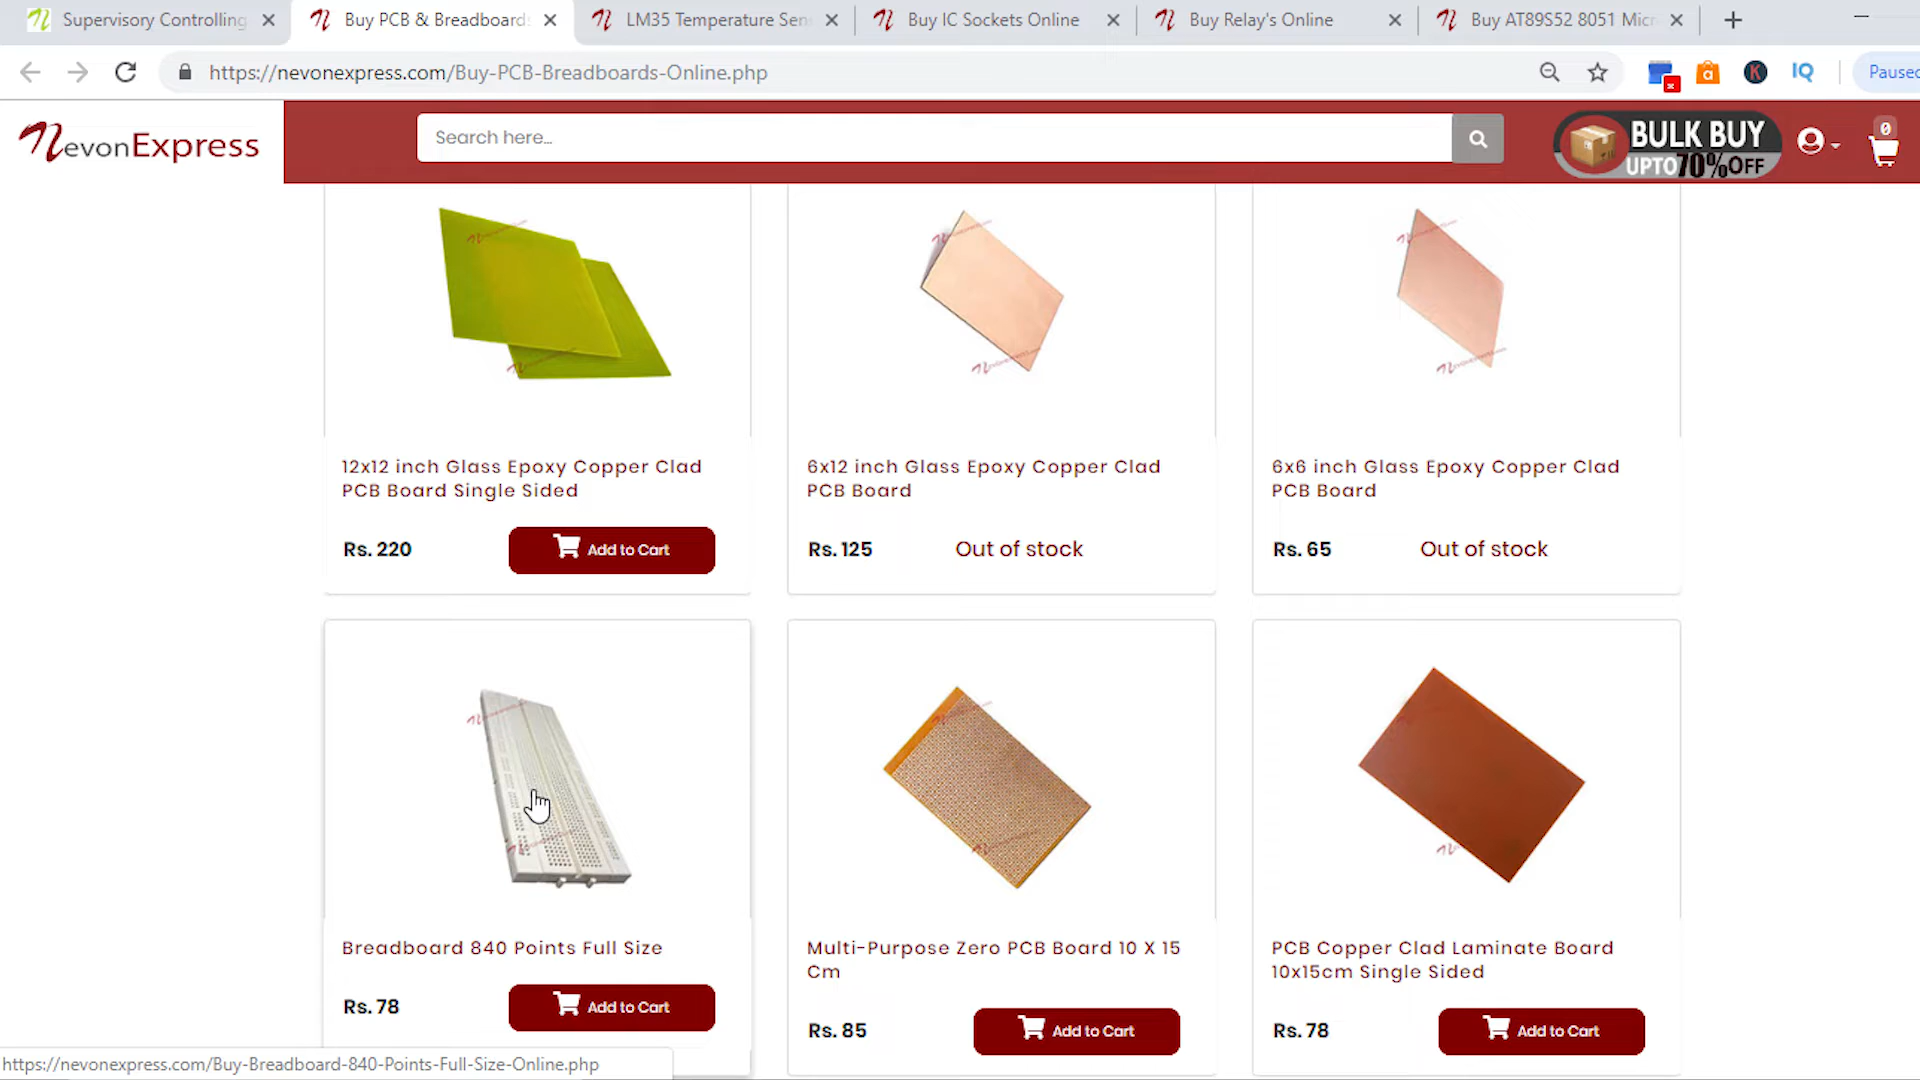 Supervisory Controlling
Buy PCB & Breadboards
LM35 Temperature Sen
Buy IC Sockets Online
Buy Relay's Online
Buy AT89S52 8051 Micr
https://nevonexpress.com/Buy-PCB-Breadboards-Online.php
IQ
Paused
NevonExpress
Search here...
BULK BUY
UPTO 70% OFF
0
12x12 inch Glass Epoxy Copper Clad
PCB Board Single Sided
Rs. 220
Add to Cart
6x12 inch Glass Epoxy Copper Clad
PCB Board
Rs. 125
Out of stock
6x6 inch Glass Epoxy Copper Clad
PCB Board
Rs. 65
Out of stock
Breadboard 840 Points Full Size
Rs. 78
Add to Cart
Multi-Purpose Zero PCB Board 10 X 15
Cm
Rs. 85
Add to Cart
PCB Copper Clad Laminate Board
10x15cm Single Sided
Rs. 78
Add to Cart
https://nevonexpress.com/Buy-Breadboard-840-Points-Full-Size-Online.php